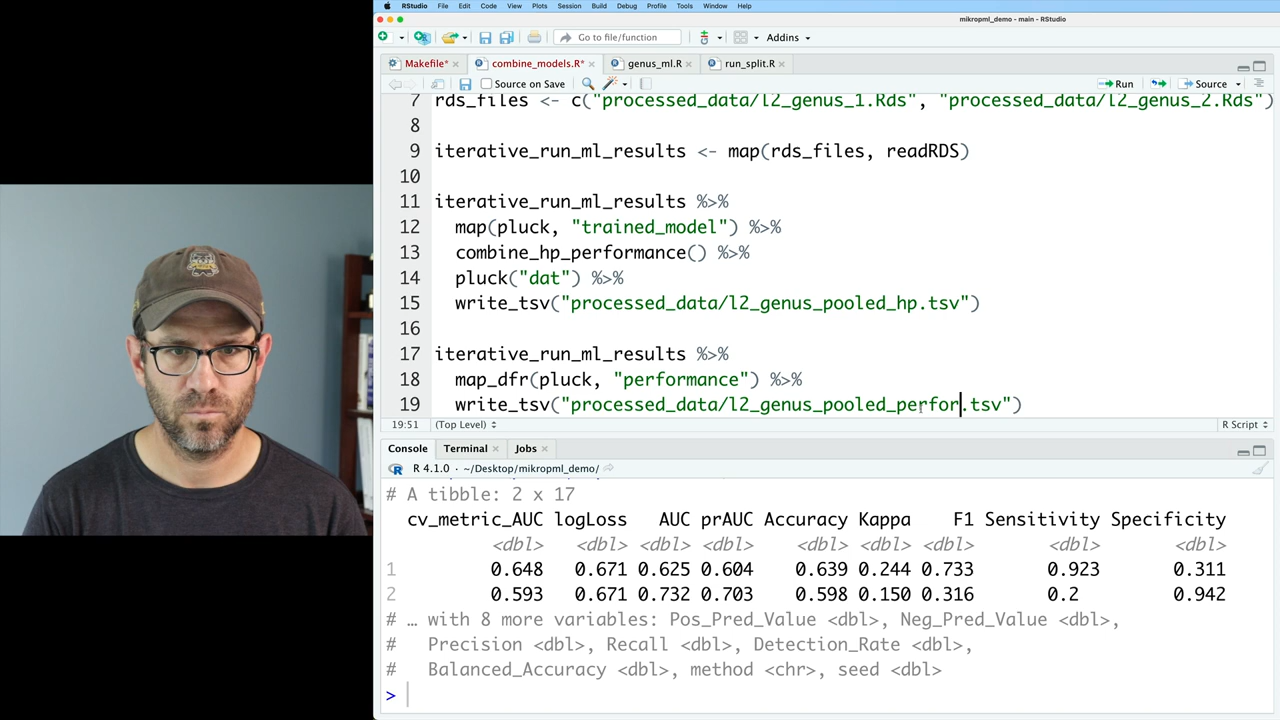 RStudio File Edit Code View Plots Session Build Debug Profile Tools Window Help
mikropml_demo - main - RStudio
Go to file/function Addins
Makefile* combine_models.R* genus_ml.R run_split.R
Source on Save Run Source
7 rds_files <- c("processed_data/l2_genus_1.Rds", "processed_data/l2_genus_2.Rds")
8
9 iterative_run_ml_results <- map(rds_files, readRDS)
10
11 iterative_run_ml_results %>%
12 map(pluck, "trained_model") %>%
13 combine_hp_performance() %>%
14 pluck("dat") %>%
15 write_tsv("processed_data/l2_genus_pooled_hp.tsv")
16
17 iterative_run_ml_results %>%
18 map_dfr(pluck, "performance") %>%
19 write_tsv("processed_data/l2_genus_pooled_perfor.tsv")
19:51 (Top Level) R Script
Console Terminal Jobs
R 4.1.0 · ~/Desktop/mikropml_demo/
# A tibble: 2 x 17
cv_metric_AUC logLoss AUC prAUC Accuracy Kappa F1 Sensitivity Specificity
<dbl> <dbl> <dbl> <dbl> <dbl> <dbl> <dbl> <dbl> <dbl>
1 0.648 0.671 0.625 0.604 0.639 0.244 0.733 0.923 0.311
2 0.593 0.671 0.732 0.703 0.598 0.150 0.316 0.2 0.942
# … with 8 more variables: Pos_Pred_Value <dbl>, Neg_Pred_Value <dbl>,
# Precision <dbl>, Recall <dbl>, Detection_Rate <dbl>,
# Balanced_Accuracy <dbl>, method <chr>, seed <dbl>
>